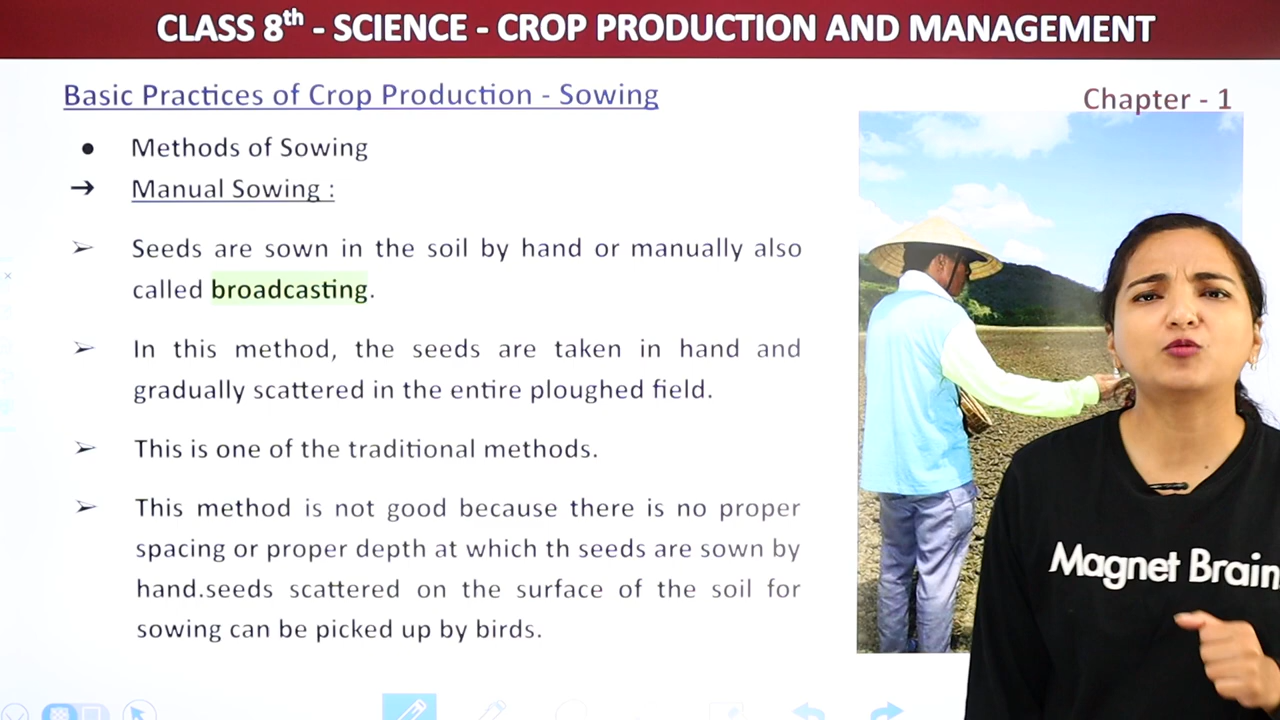 CLASS 8th - SCIENCE - CROP PRODUCTION AND MANAGEMENT
Basic Practices of Crop Production - Sowing
Chapter - 1
● Methods of Sowing
➔ Manual Sowing :
➢ Seeds are sown in the soil by hand or manually also
called broadcasting.
➢ In this method, the seeds are taken in hand and
gradually scattered in the entire ploughed field.
➢ This is one of the traditional methods.
➢ This method is not good because there is no proper
spacing or proper depth at which th seeds are sown by
hand.seeds scattered on the surface of the soil for
sowing can be picked up by birds.
Magnet Brain